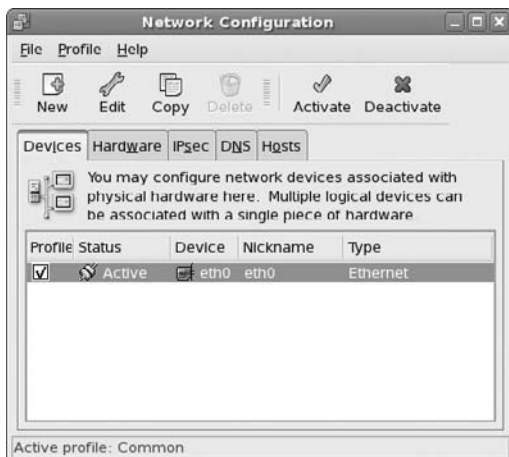 Network Configuration
File Profile Help
New Edit Copy Delete Activate Deactivate
Devices Hardware IPsec DNS Hosts
You may configure network devices associated with
physical hardware here. Multiple logical devices can
be associated with a single piece of hardware
Profile Status Device Nickname Type
Active eth0 eth0 Ethernet
Active profile: Common